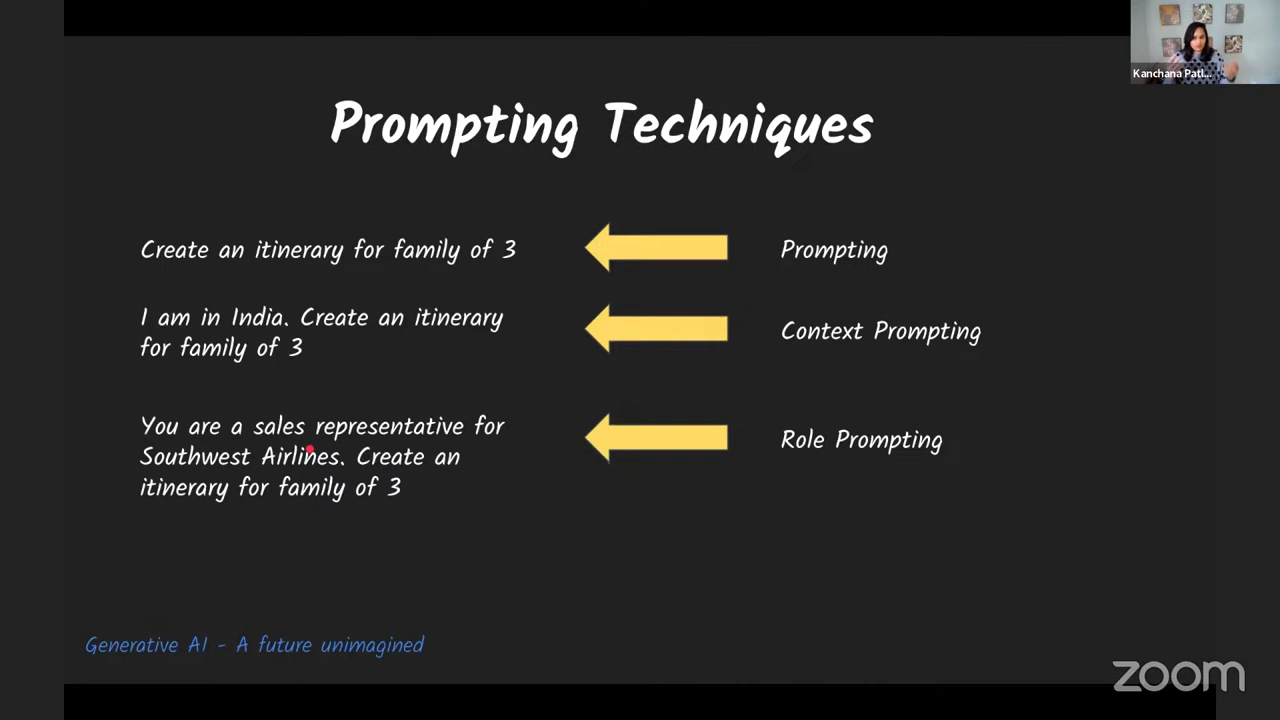 Kanchana Patl...
Prompting Techniques
Create an itinerary for family of 3
Prompting
I am in India. Create an itinerary
for family of 3
Context Prompting
You are a sales representative for
Southwest Airlines. Create an
itinerary for family of 3
Role Prompting
Generative AI - A future unimagined
zoom